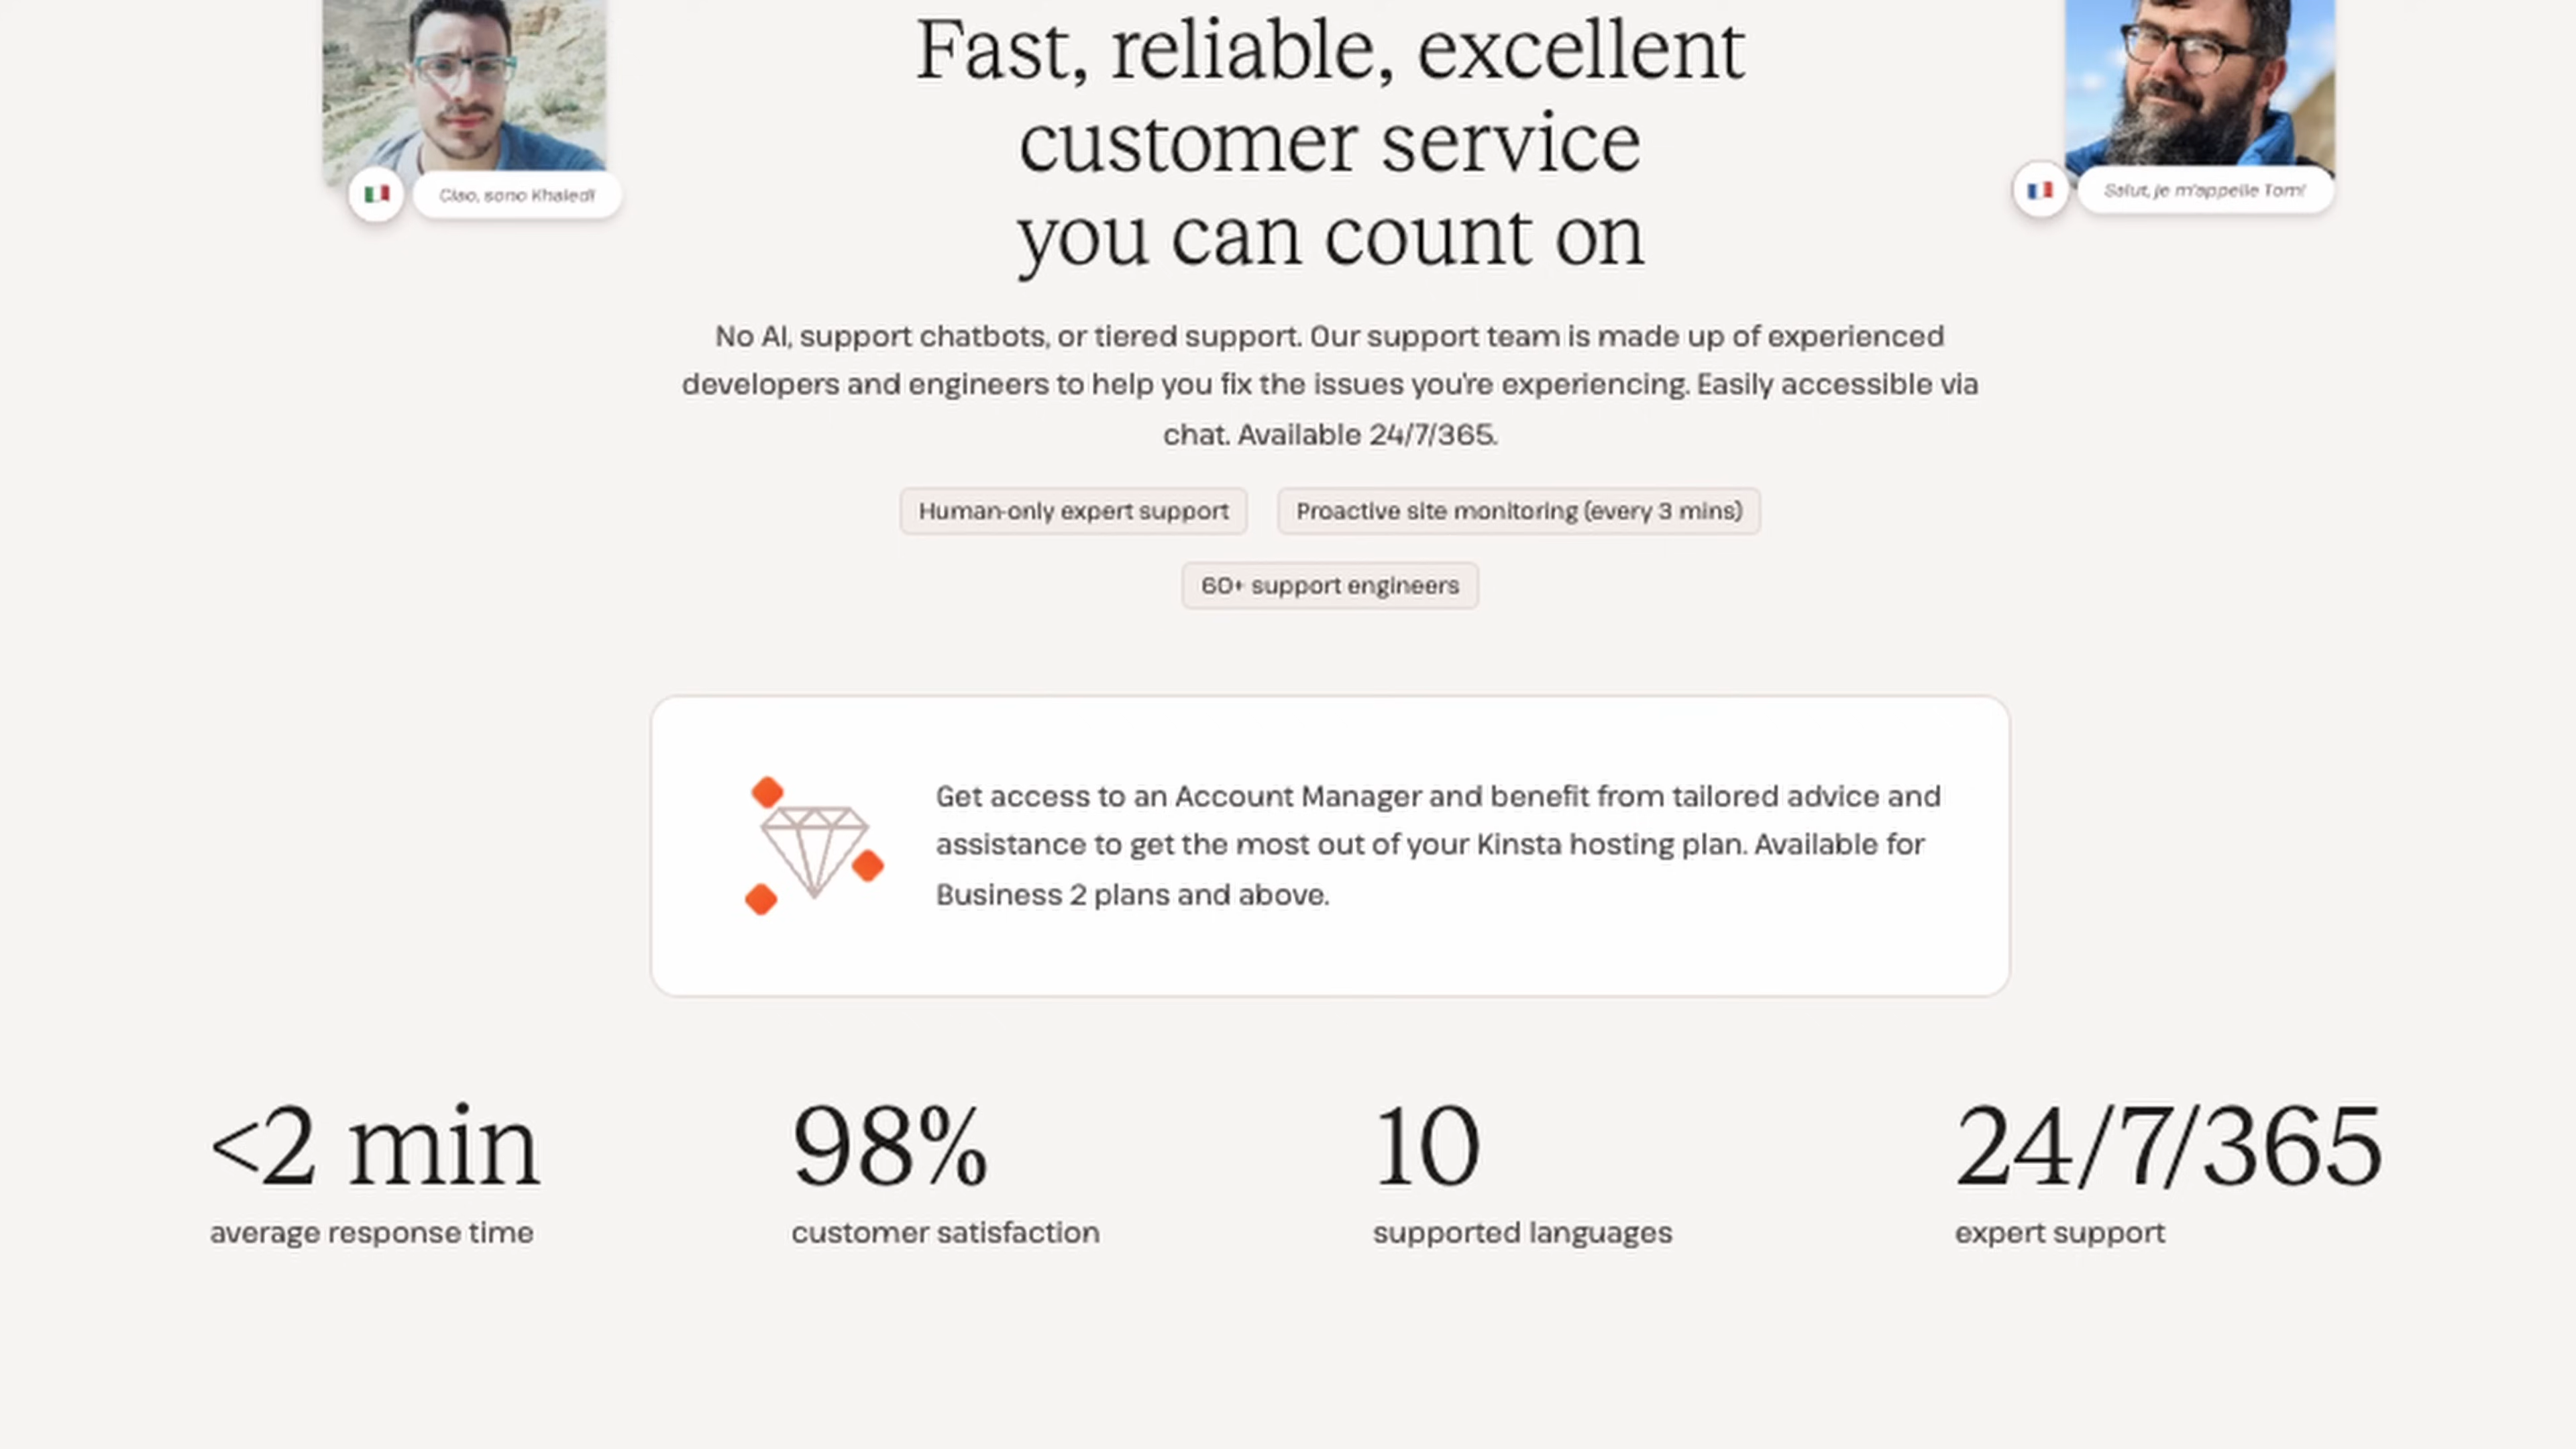 Fast, reliable, excellent
customer service
you can count on
Ciao, sono Khaled!
Salut, je m'appelle Tom!
No AI, support chatbots, or tiered support. Our support team is made up of experienced
developers and engineers to help you fix the issues you're experiencing. Easily accessible via
chat. Available 24/7/365.
Human-only expert support
Proactive site monitoring (every 3 mins)
60+ support engineers
Get access to an Account Manager and benefit from tailored advice and
assistance to get the most out of your Kinsta hosting plan. Available for
Business 2 plans and above.
<2 min
average response time
98%
customer satisfaction
10
supported languages
24/7/365
expert support